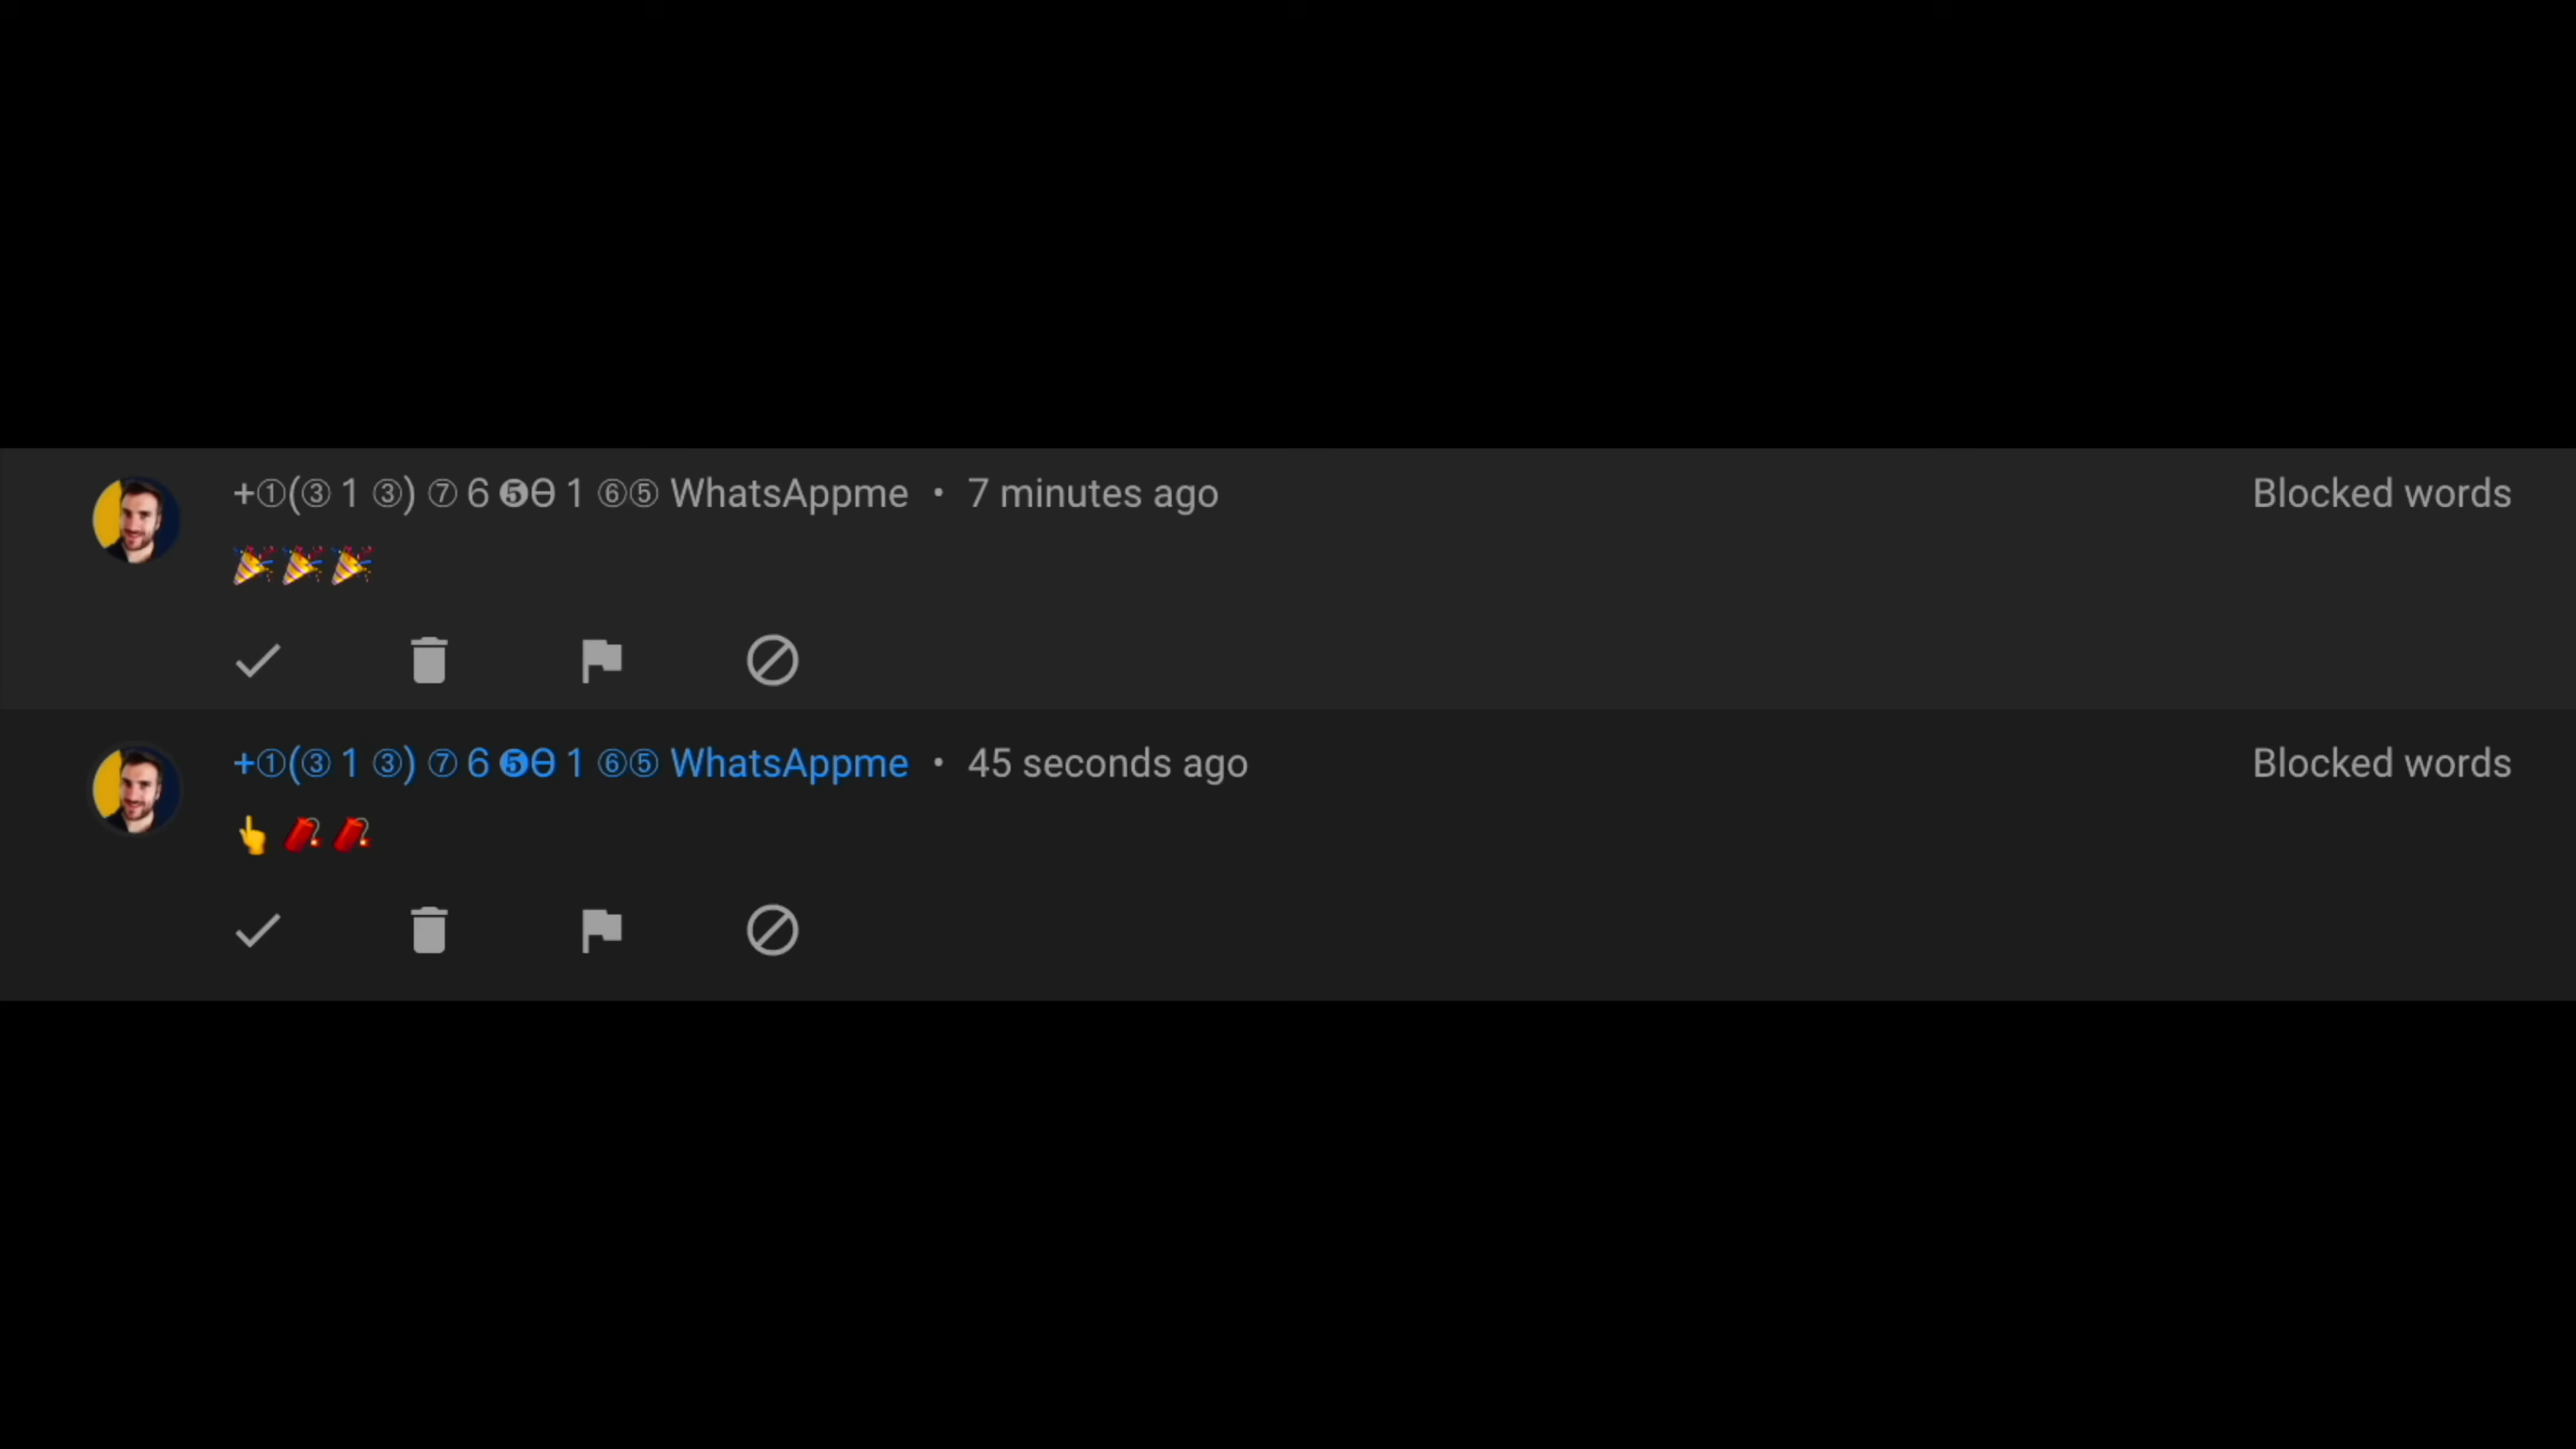 +①(③ 1 ③) ⑦ 6 ❺Ɵ 1 ⑥⑤ WhatsAppme • 7 minutes ago
Blocked words
🎉🎉🎉
+①(③ 1 ③) ⑦ 6 ❺Ɵ 1 ⑥⑤ WhatsAppme • 45 seconds ago
Blocked words
👆🧨🧨